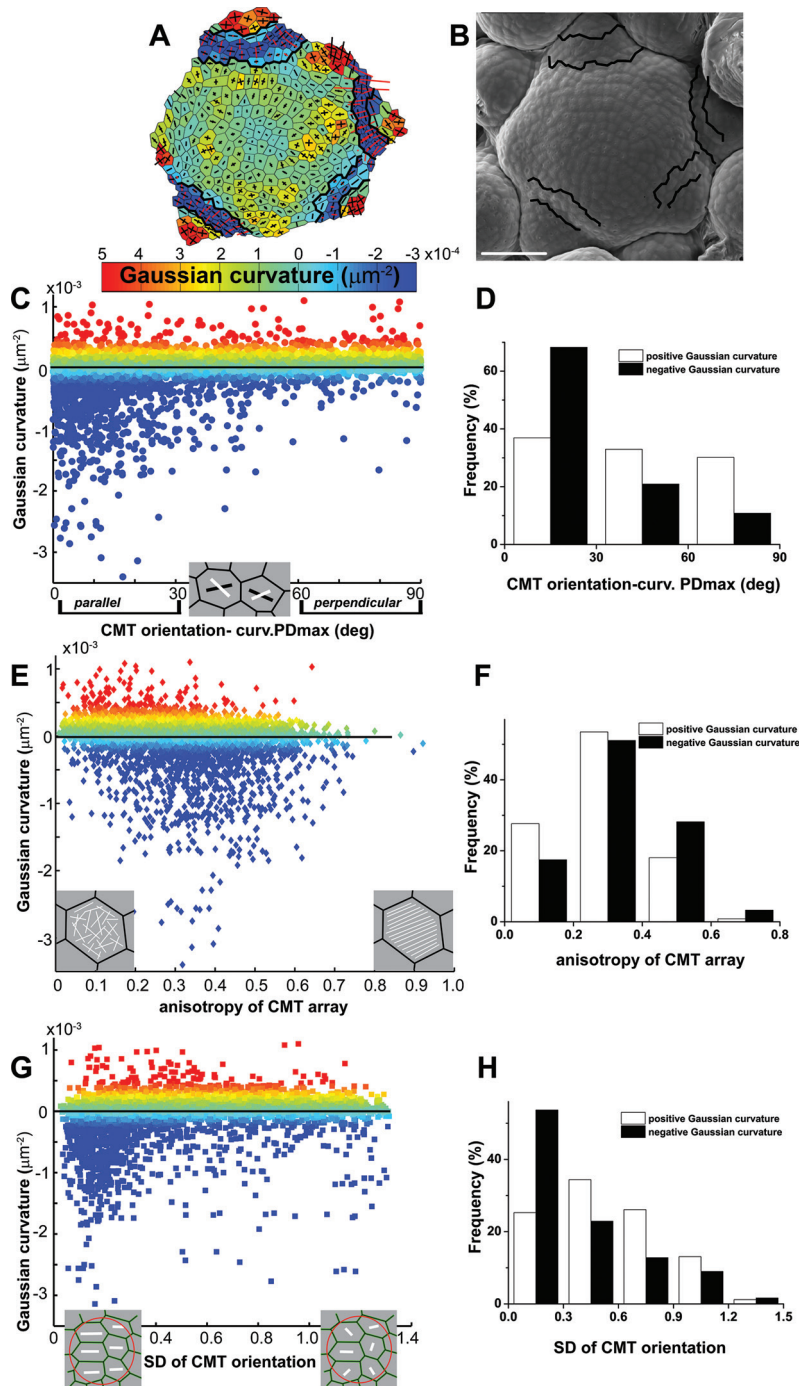 A
B
5 4 3 2 1 0 -1 -2 -3 x10-4
Gaussian curvature (μm-2)
C
x10-3
Gaussian curvature (μm-2)
1
0
-1
-2
-3
0 30 60 90
parallel
perpendicular
CMT orientation- curv.PDmax (deg)
D
positive Gaussian curvature
negative Gaussian curvature
Frequency (%)
60
40
20
0
0 30 60 90
CMT orientation-curv. PDmax (deg)
E
x10-3
Gaussian curvature (μm-2)
1
0
-1
-2
-3
0 0.1 0.2 0.3 0.4 0.5 0.6 0.7 0.8 0.9 1.0
anisotropy of CMT array
F
positive Gaussian curvature
negative Gaussian curvature
Frequency (%)
40
20
0
0.0 0.2 0.4 0.6 0.8
anisotropy of CMT array
G
x10-3
Gaussian curvature (μm-2)
1
0
-1
-2
-3
0 0.4 0.6 0.8 1.0 1.4
SD of CMT orientation
H
positive Gaussian curvature
negative Gaussian curvature
Frequency (%)
40
20
0
0.0 0.3 0.6 0.9 1.2 1.5
SD of CMT orientation